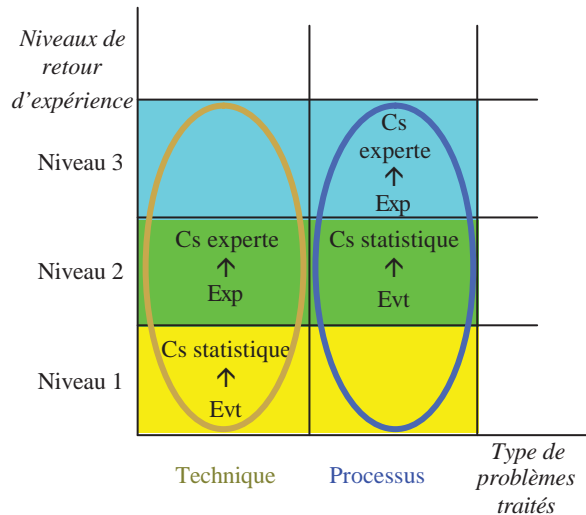 Niveaux de
retour
d'expérience
Niveau 3
Cs
experte
↑
Exp
Niveau 2
Cs experte
↑
Exp
Cs statistique
↑
Evt
Niveau 1
Cs statistique
↑
Evt
Technique
Processus
Type de
problèmes
traités